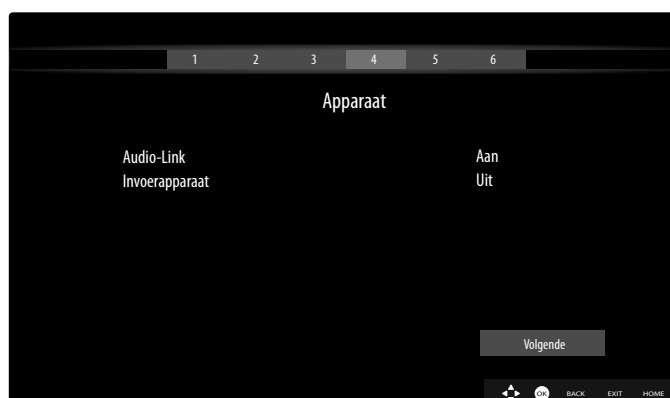 1 2 3 4 5 6
Apparaat
Audio-Link Aan
Invoerapparaat Uit
Volgende
OK BACK EXIT HOME